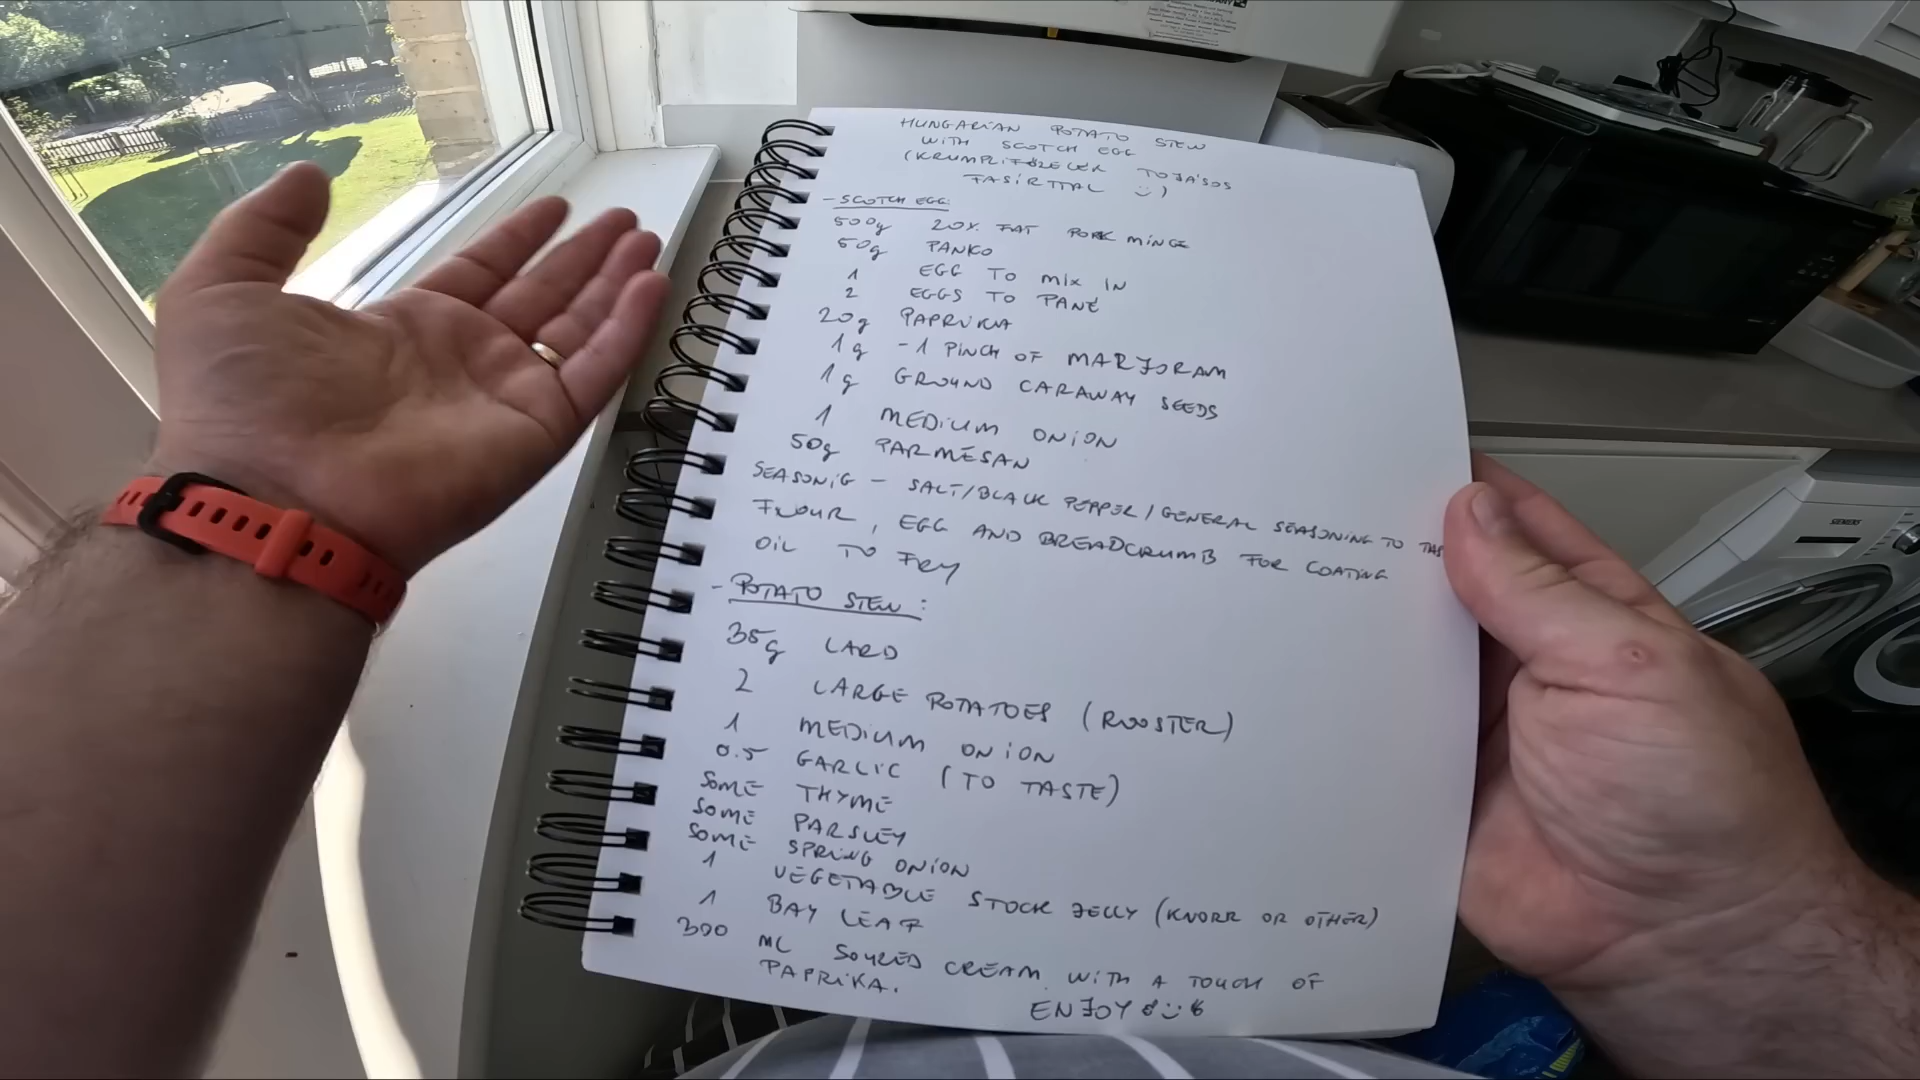 HUNGARIAN POTATO STEW
WITH SCOTCH EGG
(KRUMPLIFŐZELÉK TOJÁSOS
FASÍRTTAL :))
- SCOTCH EGG:
500g 20% FAT PORK MINCE
50g PANKO
1 EGG TO MIX IN
2 EGGS TO PANÉ
20g PAPRIKA
1g -1 PINCH OF MARJORAM
1g GROUND CARAWAY SEEDS
1 MEDIUM ONION
50g PARMESAN
SEASONIG - SALT/BLACK PEPPER/GENERAL SEASONING TO TAS
FLOUR, EGG AND BREADCRUMB FOR COATING
OIL TO FRY
- POTATO STEW:
35g LARD
2 LARGE POTATOES (ROOSTER)
1 MEDIUM ONION
0.5 GARLIC (TO TASTE)
SOME THYME
SOME PARSLEY
SOME SPRING ONION
1 VEGETABLE STOCK JELLY (KNORR OR OTHER)
1 BAY LEAF
300 ML SOURED CREAM WITH A TOUCH OF
PAPRIKA.
ENJOY :)
SIEMENS